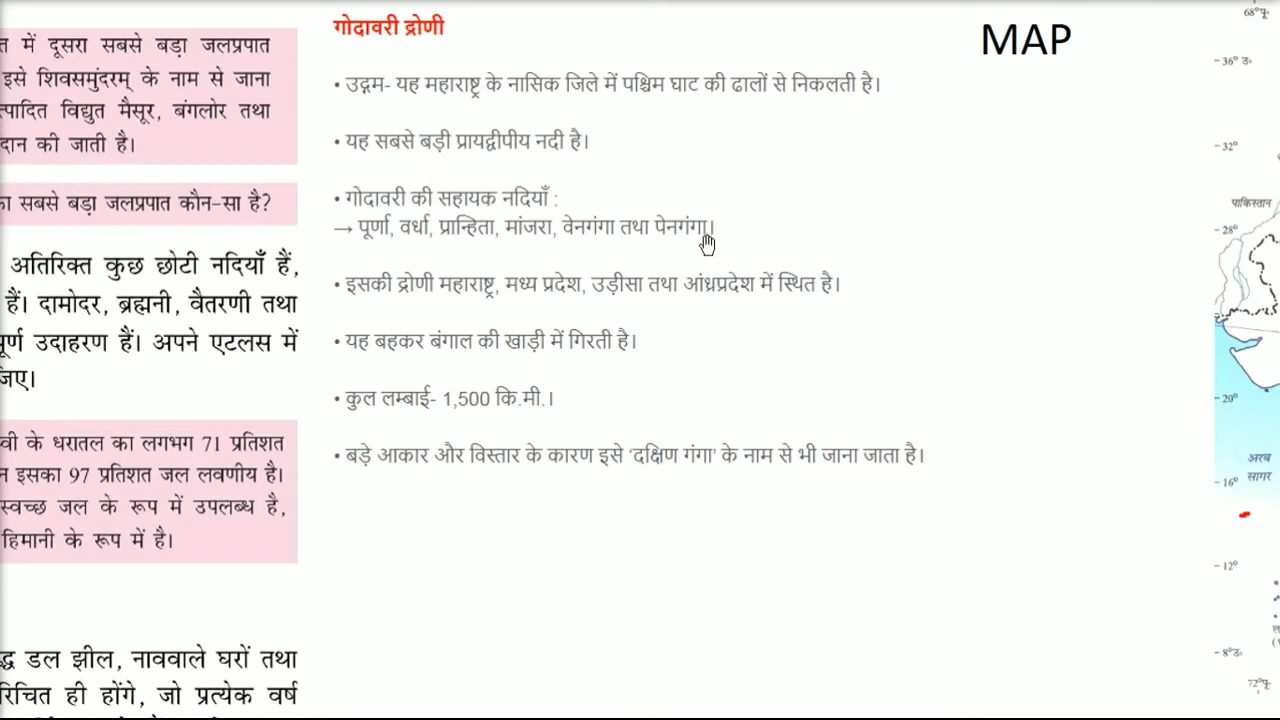 में दूसरा सबसे बड़ा जलप्रपात
इसे शिवसमुंदरम् के नाम से जाना
विद्युत मैसूर, बंगलोर तथा
की जाती है।
सबसे बड़ा जलप्रपात कौन-सा है?
अतिरिक्त कुछ छोटी नदियाँ हैं,
हैं। दामोदर, ब्रह्मनी, वैतरणी तथा
उदाहरण हैं। अपने एटलस में
के धरातल का लगभग 71 प्रतिशत
इसका 97 प्रतिशत जल लवणीय है।
स्वच्छ जल के रूप में उपलब्ध है,
हिमानी के रूप में है।
डल झील, नाववाले घरों तथा
ही होंगे, जो प्रत्येक वर्ष
गोदावरी द्रोणी
• उद्गम- यह महाराष्ट्र के नासिक जिले में पश्चिम घाट की ढालों से निकलती है।
• यह सबसे बड़ी प्रायद्वीपीय नदी है।
• गोदावरी की सहायक नदियाँ :
→ पूर्णा, वर्धा, प्रान्हिता, मांजरा, वेनगंगा तथा पेनगंगा।
• इसकी द्रोणी महाराष्ट्र, मध्य प्रदेश, उड़ीसा तथा आंध्रप्रदेश में स्थित है।
• यह बहकर बंगाल की खाड़ी में गिरती है।
• कुल लम्बाई- 1,500 कि.मी.।
• बड़े आकार और विस्तार के कारण इसे ‘दक्षिण गंगा’ के नाम से भी जाना जाता है।
MAP
68°पू.
36° उ.
32°
पाकिस्तान
28°
20°
अरब
सागर
16°
12°
8°उ.
72°पू.